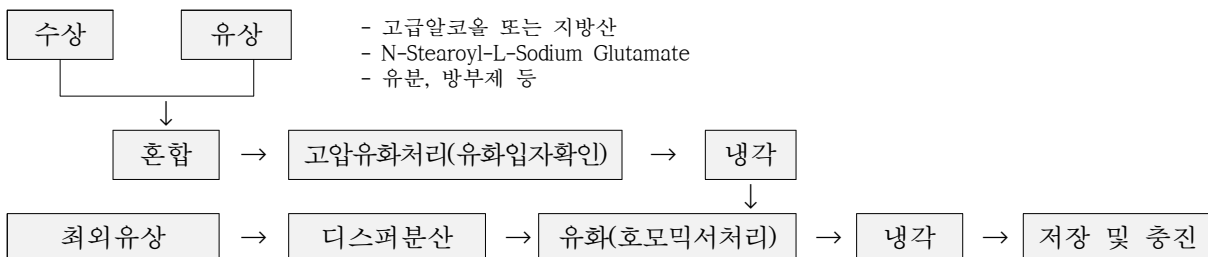 수상 유상
- 고급알코올 또는 지방산
- N-Stearoyl-L-Sodium Glutamate
- 유분, 방부제 등
혼합 → 고압유화처리(유화입자확인) → 냉각
최외유상 → 디스퍼분산 → 유화(호모믹서처리) → 냉각 → 저장 및 충진